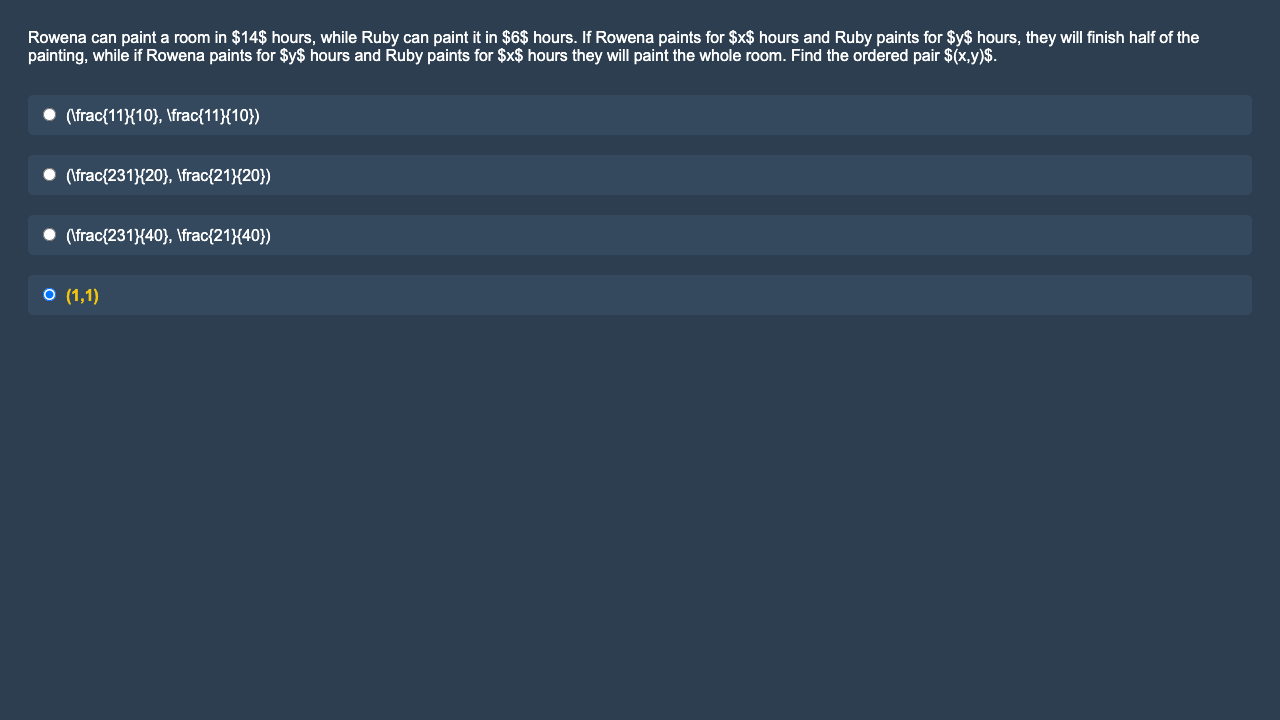 Rowena can paint a room in $14$ hours, while Ruby can paint it in $6$ hours. If Rowena paints for $x$ hours and Ruby paints for $y$ hours, they will finish half of the
painting, while if Rowena paints for $y$ hours and Ruby paints for $x$ hours they will paint the whole room. Find the ordered pair $(x,y)$.
(\frac{11}{10}, \frac{11}{10})
(\frac{231}{20}, \frac{21}{20})
(\frac{231}{40}, \frac{21}{40})
(1,1)